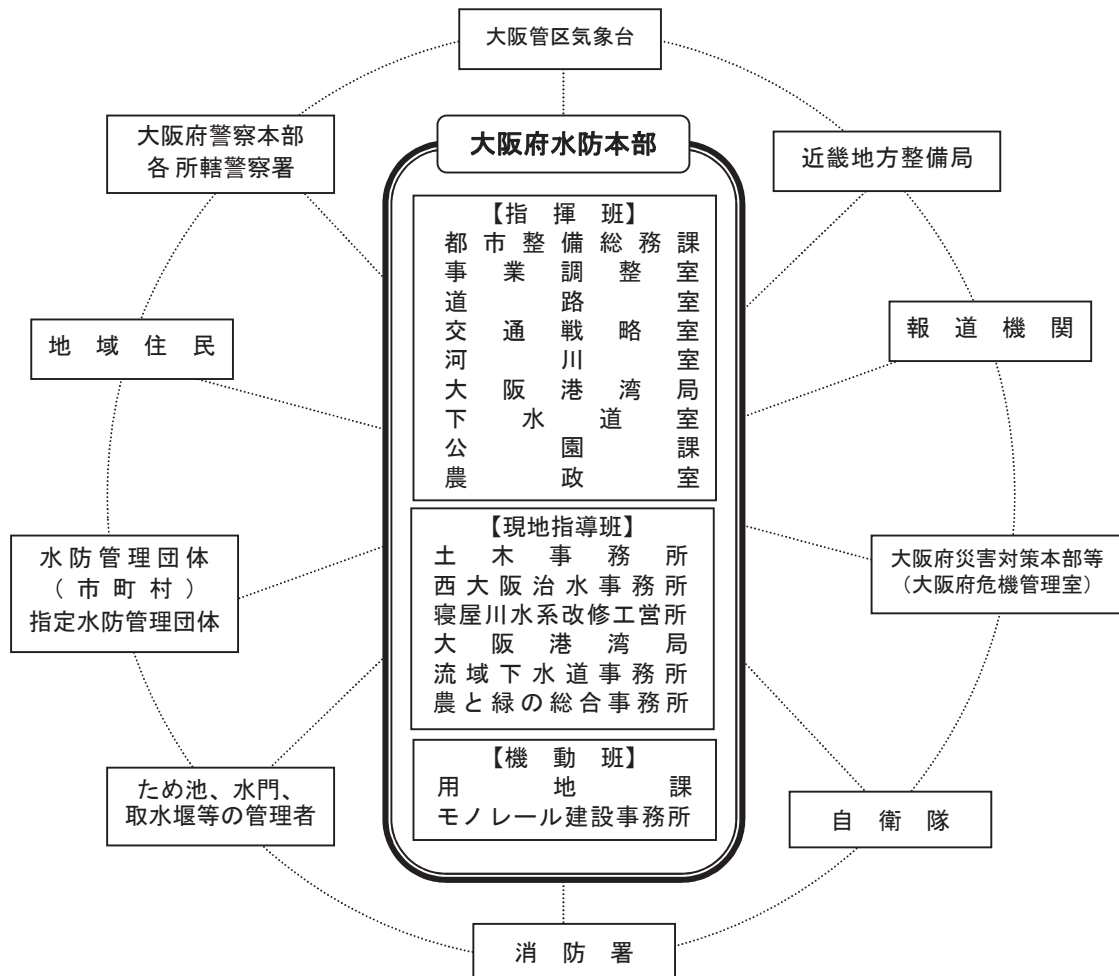 大阪管区気象台
大阪府警察本部
各所轄警察署
大阪府水防本部
近畿地方整備局
【指揮班】
都市整備総務課
事業調整室
道路室
交通戦略室
河川室
大阪港湾局
下水道室
公園課
農政室
地域住民
報道機関
【現地指導班】
土木事務所
西大阪治水事務所
寝屋川水系改修工営所
大阪港湾局
流域下水道事務所
農と緑の総合事務所
水防管理団体
(市町村)
指定水防管理団体
大阪府災害対策本部等
(大阪府危機管理室)
【機動班】
用地課
モノレール建設事務所
ため池、水門、
取水堰等の管理者
自衛隊
消防署